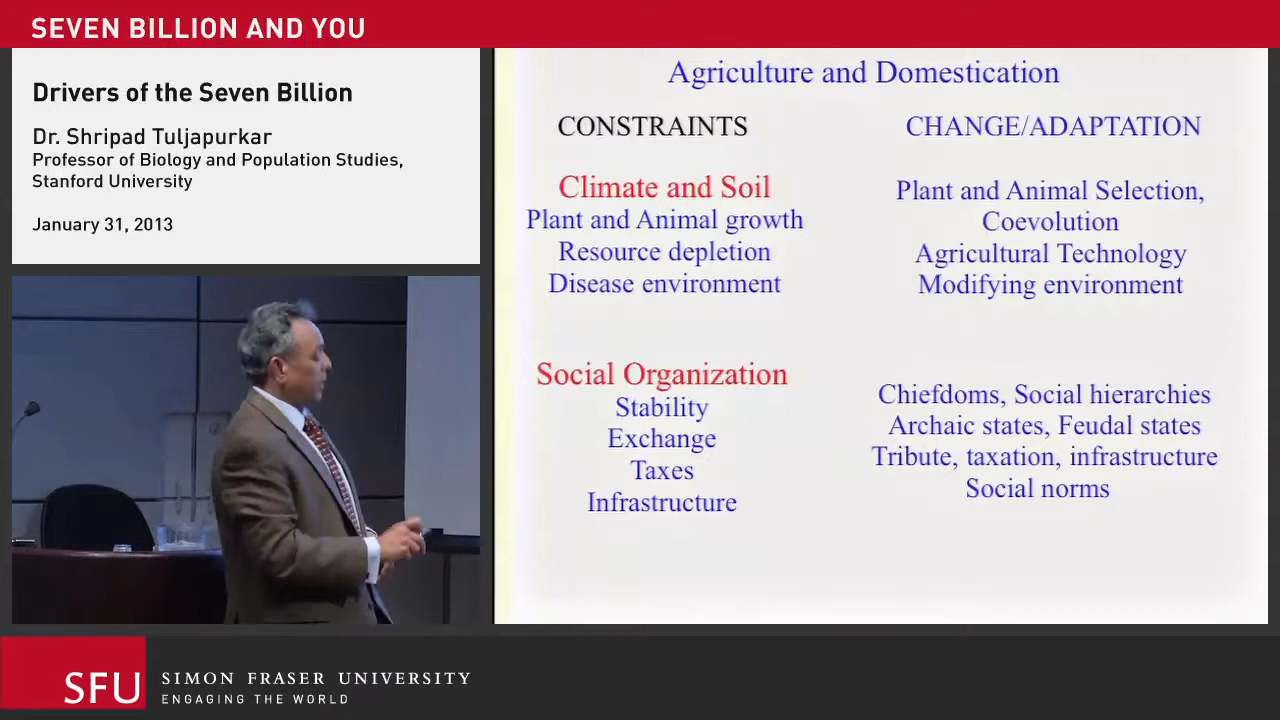 SEVEN BILLION AND YOU
Drivers of the Seven Billion
Dr. Shripad Tuljapurkar
Professor of Biology and Population Studies,
Stanford University
January 31, 2013
Agriculture and Domestication
CONSTRAINTS
Climate and Soil
Plant and Animal growth
Resource depletion
Disease environment
Social Organization
Stability
Exchange
Taxes
Infrastructure
CHANGE/ADAPTATION
Plant and Animal Selection,
Coevolution
Agricultural Technology
Modifying environment
Chiefdoms, Social hierarchies
Archaic states, Feudal states
Tribute, taxation, infrastructure
Social norms
SFU
SIMON FRASER UNIVERSITY
ENGAGING THE WORLD